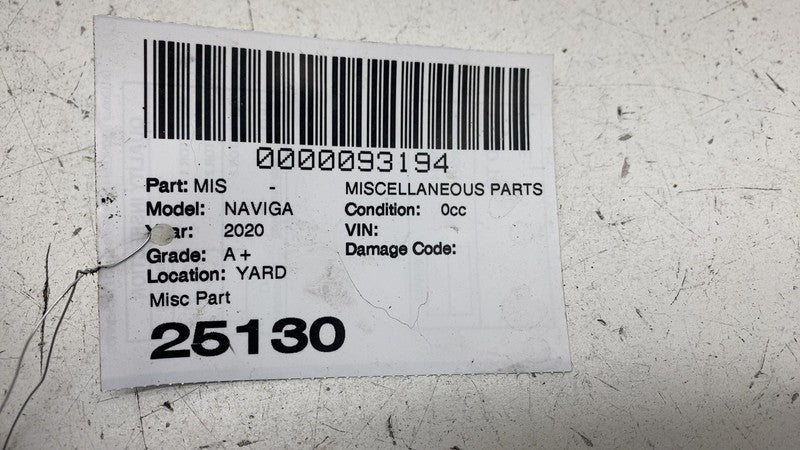 0000093194
Part: MIS - MISCELLANEOUS PARTS
Model: NAVIGA Condition: 0cc
Year: 2020 VIN:
Grade: A+ Damage Code:
Location: YARD
Misc Part
25130